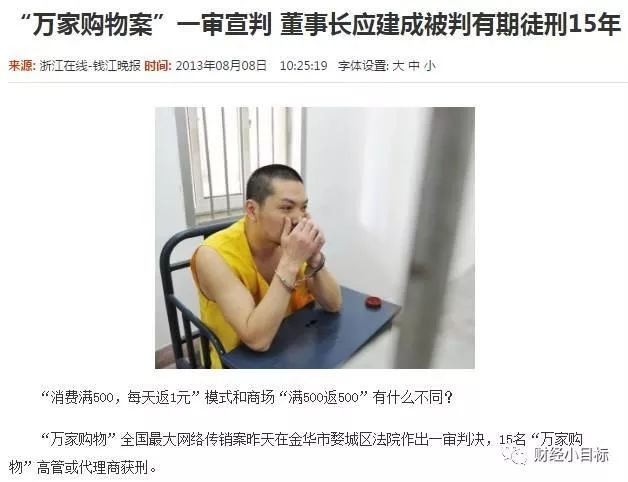 “万家购物案”一审宣判 董事长应建成被判有期徒刑15年
来源: 浙江在线-钱江晚报 时间: 2013年08月08日 10:25:19 字体设置: 大 中 小
“消费满500，每天返1元”模式和商场“满500返500”有什么不同？
“万家购物”全国最大网络传销案昨天在金华市婺城区法院作出一审判决，15名“万家购
物”高管或代理商获刑。
财经小目标